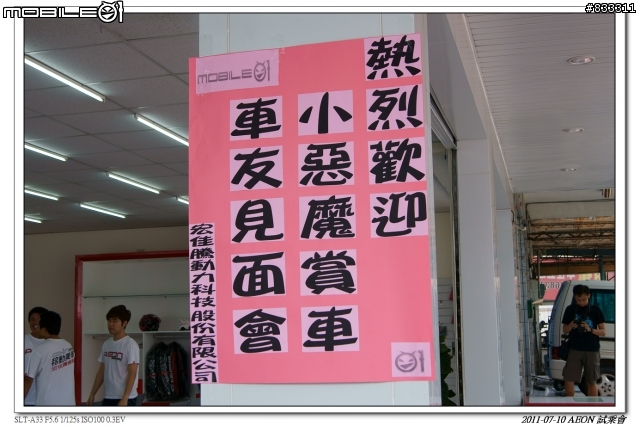 MOBILE01
#833311
MOBILE01
熱烈歡迎
小惡魔賞車
車友見面會
宏佳騰動力科技股份有限公司
01
SLT-A33 F5.6 1/125s ISO100 0.3EV
2011-07-10 AEON 試乘會